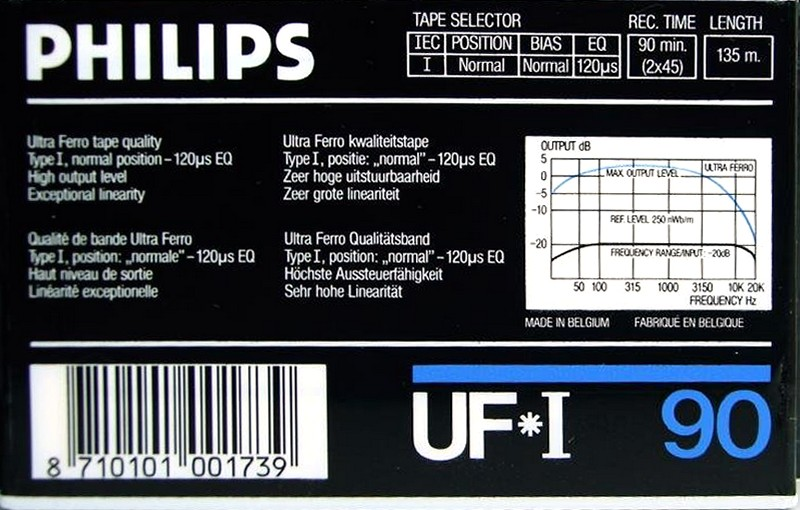 PHILIPS
TAPE SELECTOR
IEC POSITION BIAS EQ
I Normal Normal 120µs
REC. TIME
90 min.
(2x45)
LENGTH
135 m.
Ultra Ferro tape quality
Type I, normal position – 120µs EQ
High output level
Exceptional linearity
Ultra Ferro kwaliteitstape
Type I, positie: „normal” – 120µs EQ
Zeer hoge uitstuurbaarheid
Zeer grote lineariteit
Qualité de bande Ultra Ferro
Type I, position: „normale” – 120µs EQ
Haut niveau de sortie
Linéarité exceptionelle
Ultra Ferro Qualitätsband
Type I, position: „normal” – 120µs EQ
Höchste Aussteuerfähigkeit
Sehr hohe Linearität
OUTPUT dB
5
0
-5
-10
-20
ULTRA FERRO
MAX. OUTPUT LEVEL
REF. LEVEL 250 nWb/m
FREQUENCY RANGE/INPUT: -20dB
50 100 315 1000 3150 10K 20K
FREQUENCY Hz
MADE IN BELGIUM FABRIQUÉ EN BELGIQUE
8 710101 001739
UF*I 90